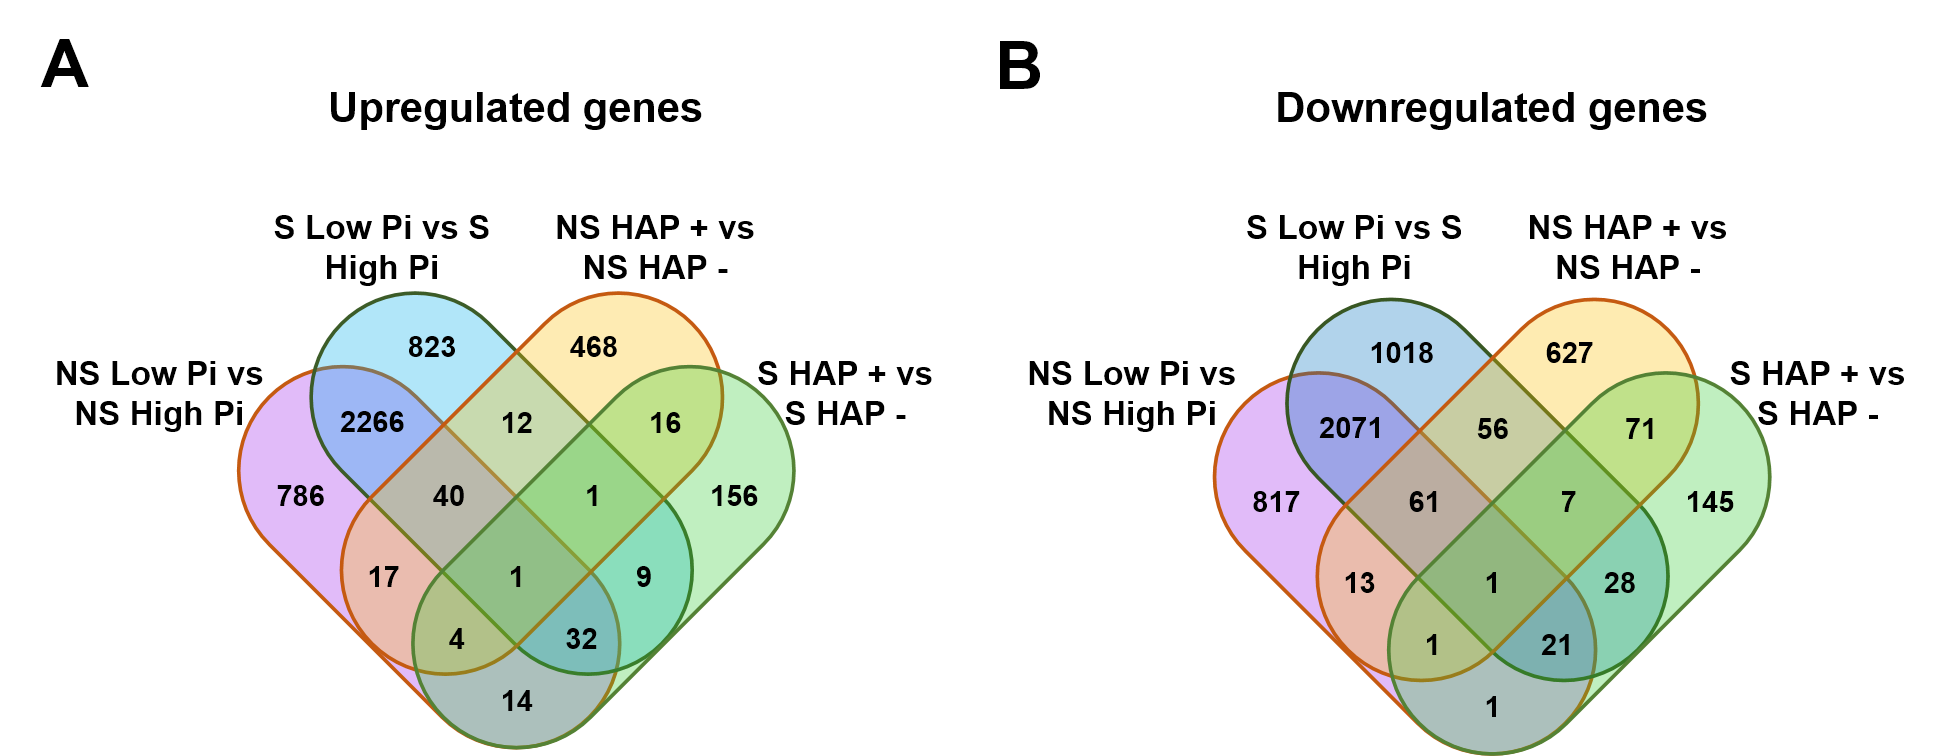 A
Upregulated genes
S Low Pi vs S
High Pi
NS HAP + vs
NS HAP -
NS Low Pi vs
NS High Pi
S HAP + vs
S HAP -
823
468
2266
12
16
786
40
1
156
17
1
9
4
32
14
B
Downregulated genes
S Low Pi vs S
High Pi
NS HAP + vs
NS HAP -
NS Low Pi vs
NS High Pi
S HAP + vs
S HAP -
1018
627
2071
56
71
817
61
7
145
13
1
28
1
21
1